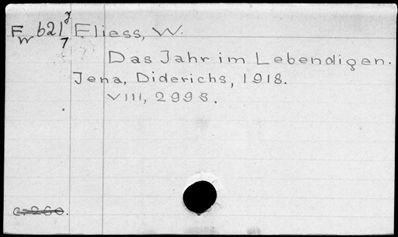 Fw 621 j Fliess, W.
7
Das Jahr im Lebendigen.
Jena, Diderichs, 1918.
VIII, 299 S.